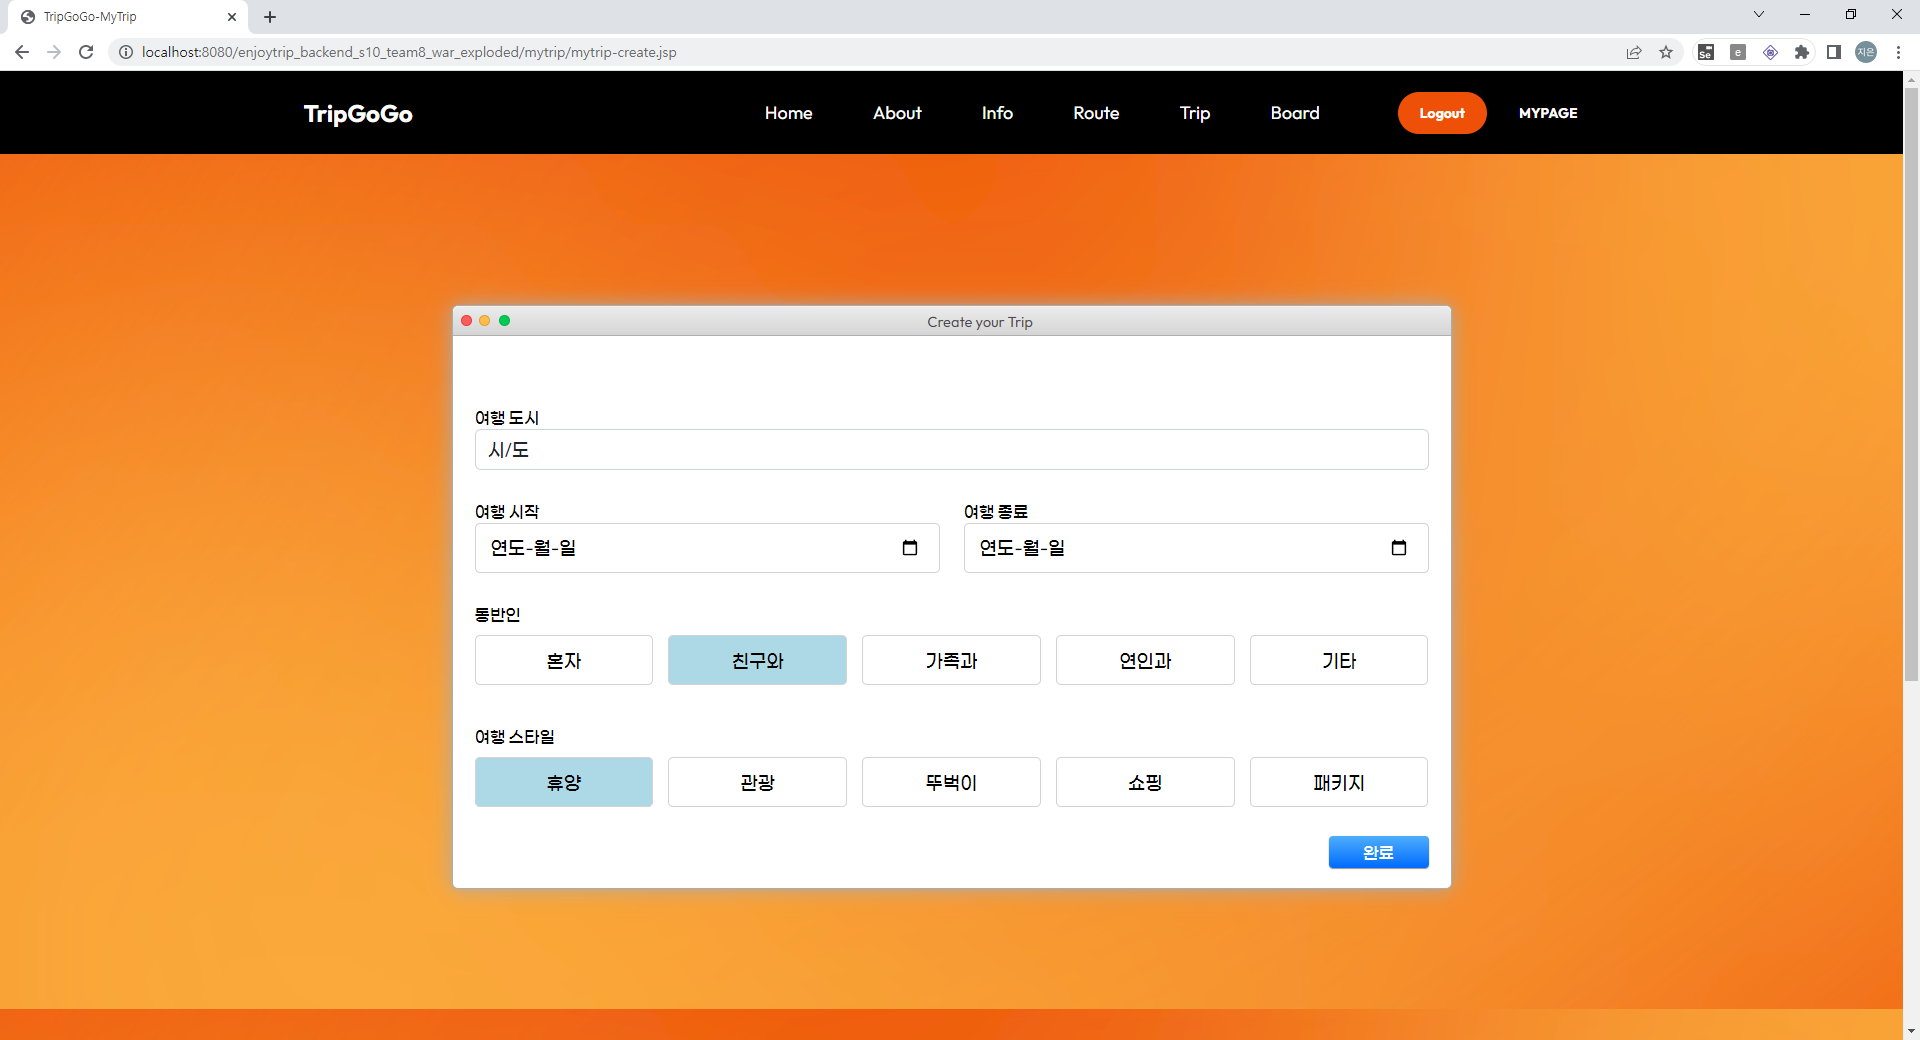 TripGoGo-MyTrip
localhost:8080/enjoytrip_backend_s10_team8_war_exploded/mytrip/mytrip-create.jsp
Se
e
지은
TripGoGo
Home
About
Info
Route
Trip
Board
Logout
MYPAGE
Create your Trip
여행 도시
시/도
여행 시작
여행 종료
연도-월-일
연도-월-일
동반인
혼자
친구와
가족과
연인과
기타
여행 스타일
휴양
관광
뚜벅이
쇼핑
패키지
완료